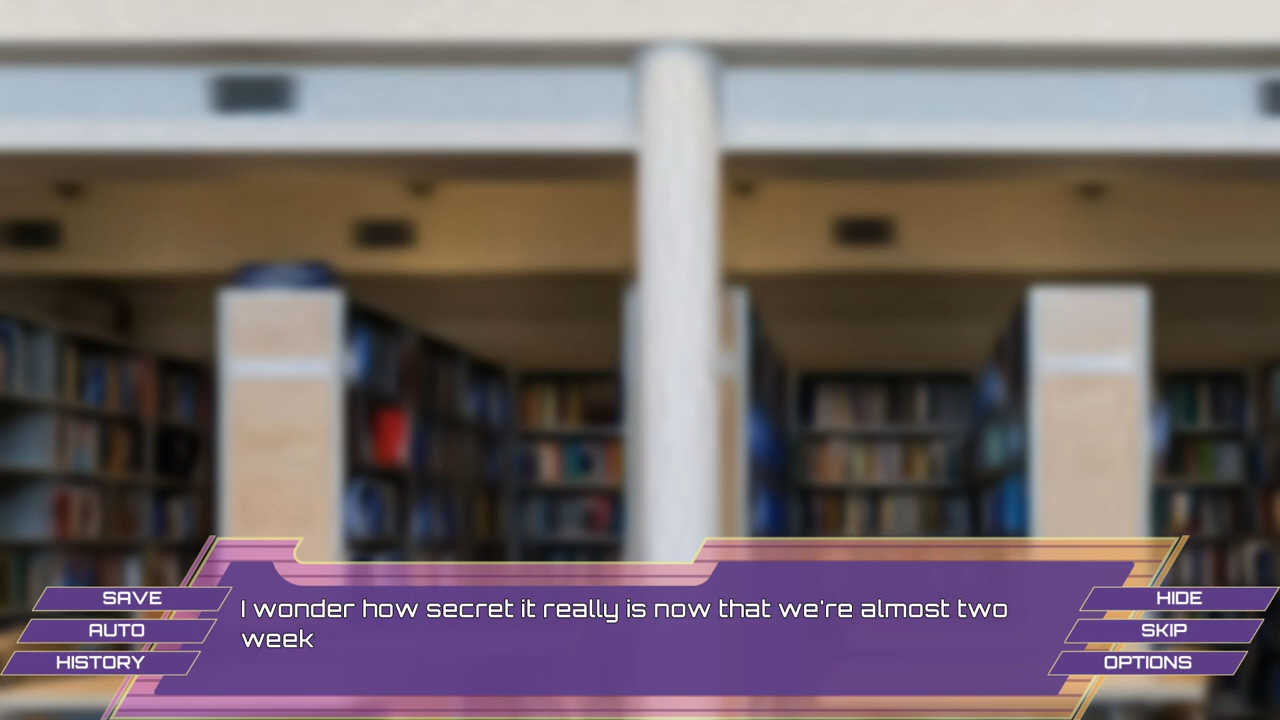 I wonder how secret it really is now that we're almost two
week
SAVE
AUTO
HISTORY
HIDE
SKIP
OPTIONS